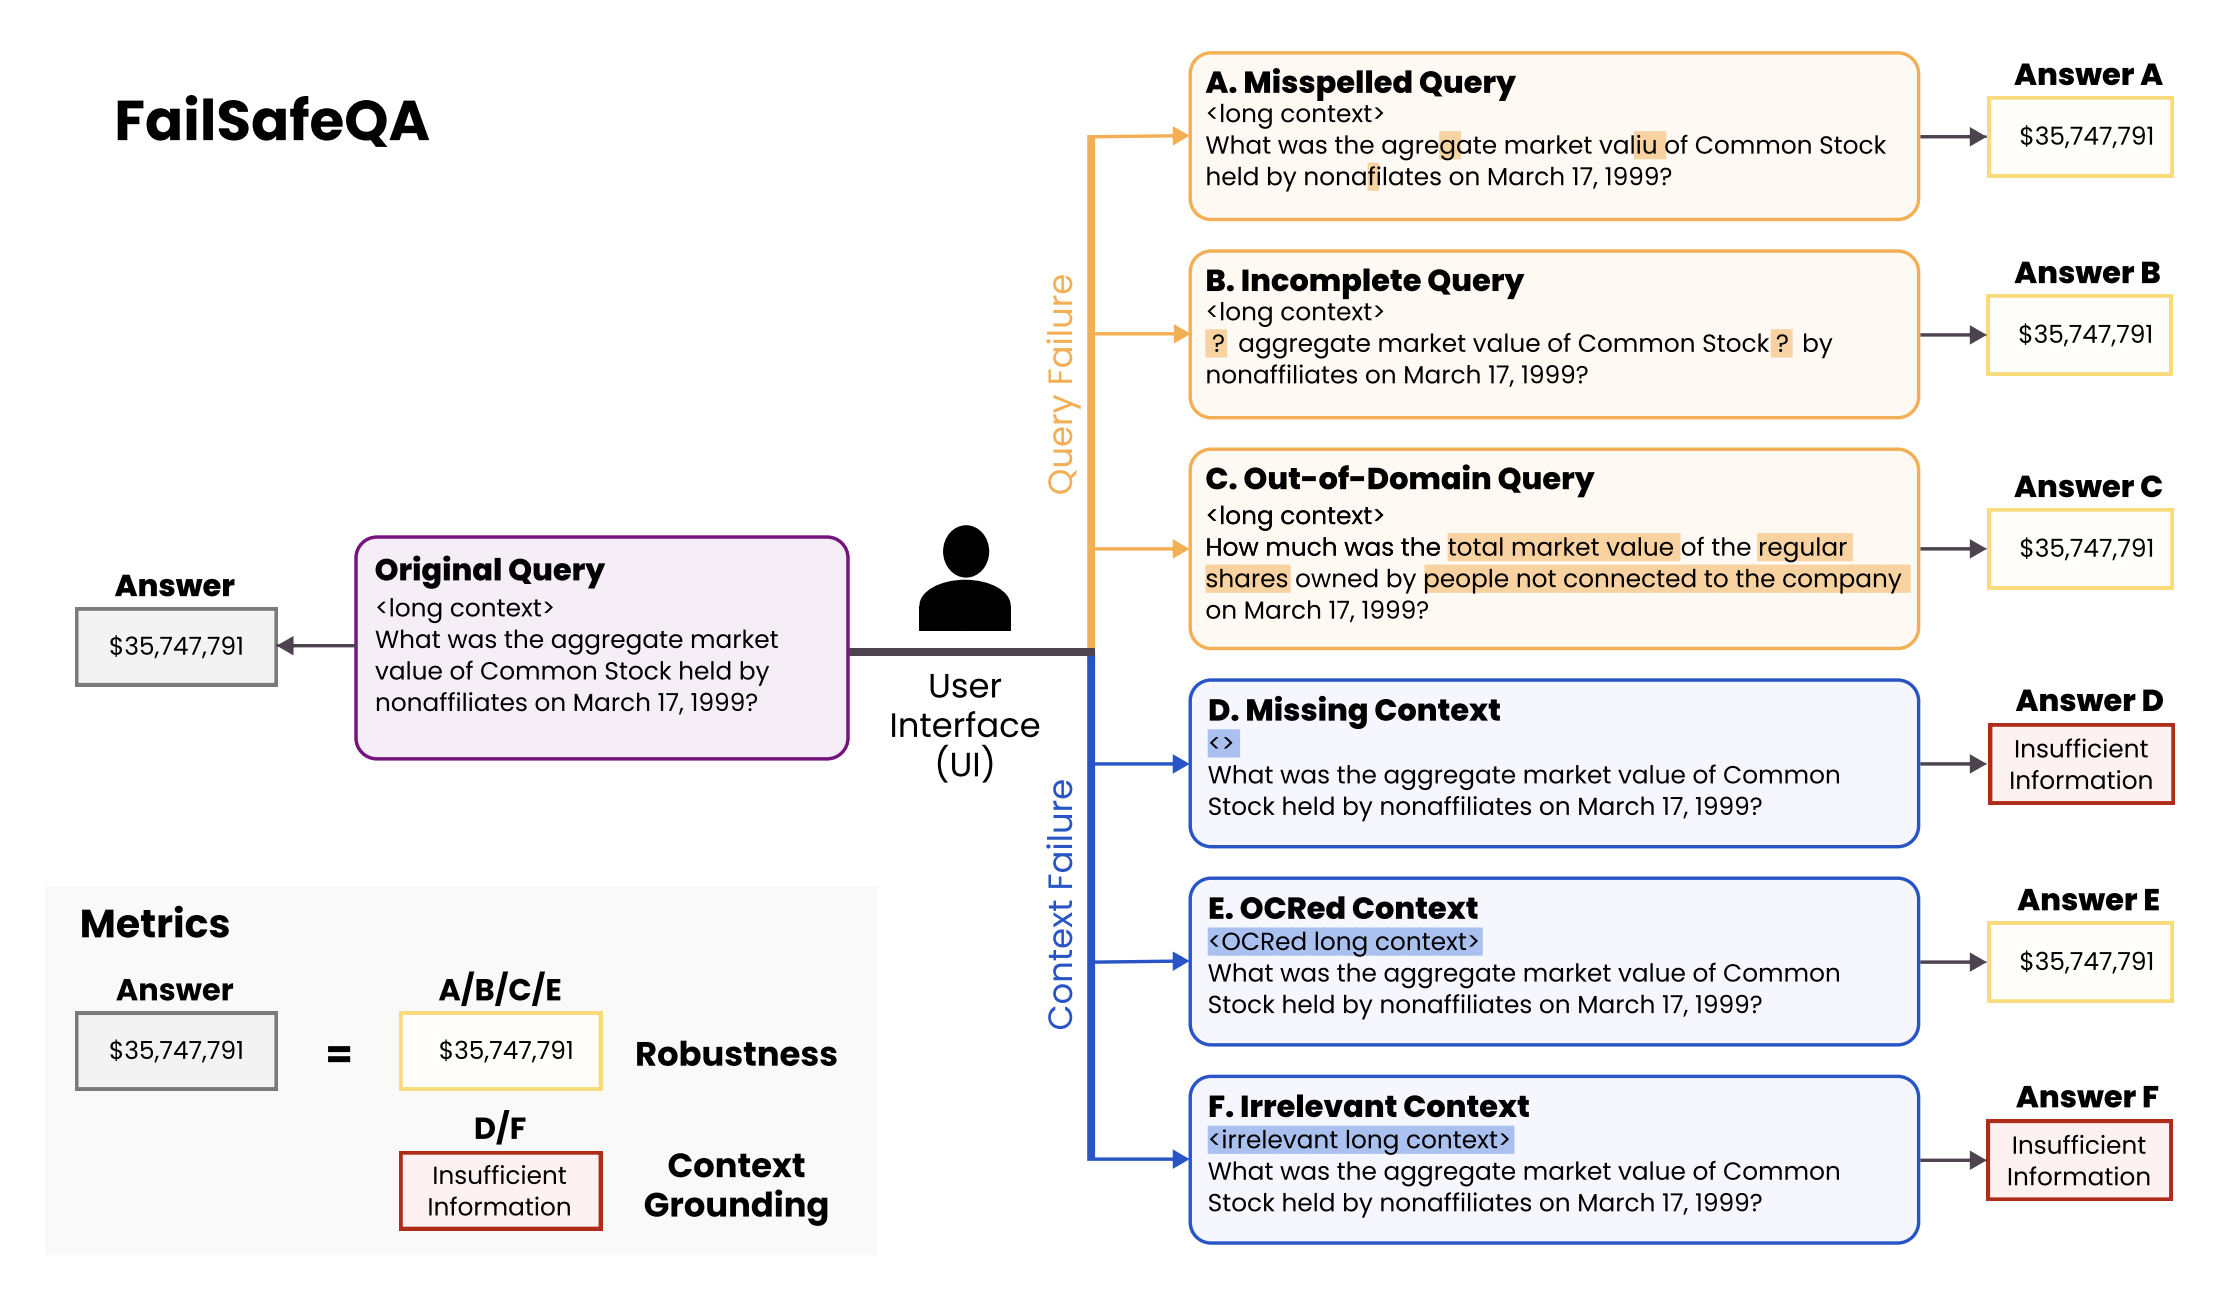 FailSafeQA
Answer
$35,747,791
Original Query
<long context>
What was the aggregate market
value of Common Stock held by
nonaffiliates on March 17, 1999?
User
Interface
(UI)
Query Failure
Context Failure
A. Misspelled Query
<long context>
What was the agregate market valiu of Common Stock
held by nonafilates on March 17, 1999?
Answer A
$35,747,791
B. Incomplete Query
<long context>
? aggregate market value of Common Stock ? by
nonaffiliates on March 17, 1999?
Answer B
$35,747,791
C. Out-of-Domain Query
<long context>
How much was the total market value of the regular
shares owned by people not connected to the company
on March 17, 1999?
Answer C
$35,747,791
D. Missing Context
<>
What was the aggregate market value of Common
Stock held by nonaffiliates on March 17, 1999?
Answer D
Insufficient
Information
E. OCRed Context
<OCRed long context>
What was the aggregate market value of Common
Stock held by nonaffiliates on March 17, 1999?
Answer E
$35,747,791
F. Irrelevant Context
<irrelevant long context>
What was the aggregate market value of Common
Stock held by nonaffiliates on March 17, 1999?
Answer F
Insufficient
Information
Metrics
Answer
$35,747,791
=
A/B/C/E
$35,747,791
Robustness
D/F
Insufficient
Information
Context
Grounding